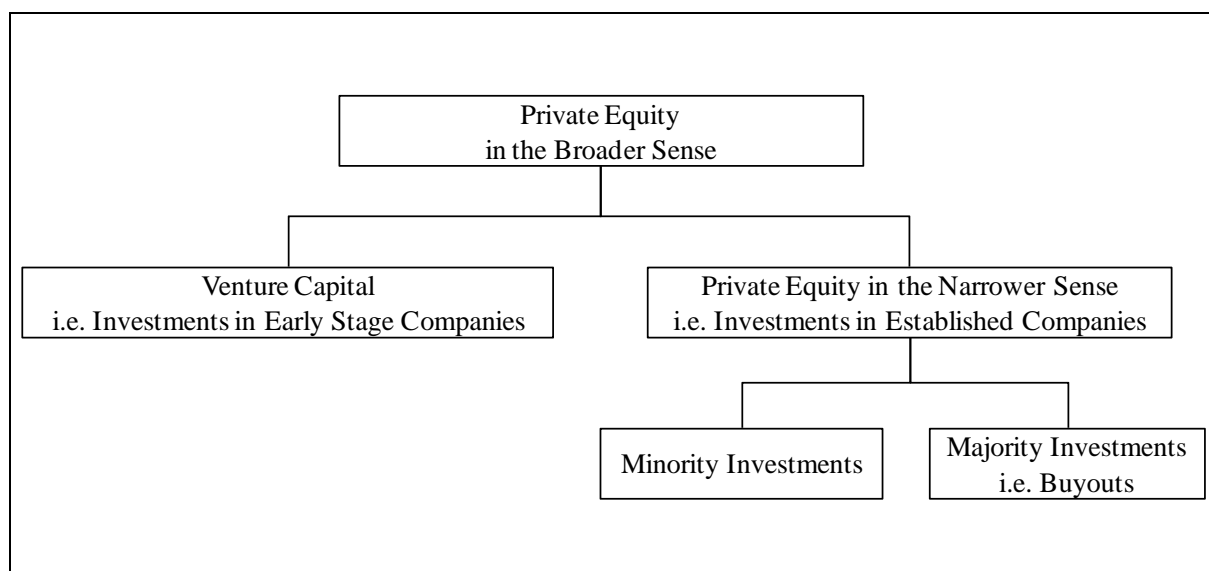 Private Equity
in the Broader Sense
Venture Capital
i.e. Investments in Early Stage Companies
Private Equity in the Narrower Sense
i.e. Investments in Established Companies
Minority Investments
Majority Investments
i.e. Buyouts